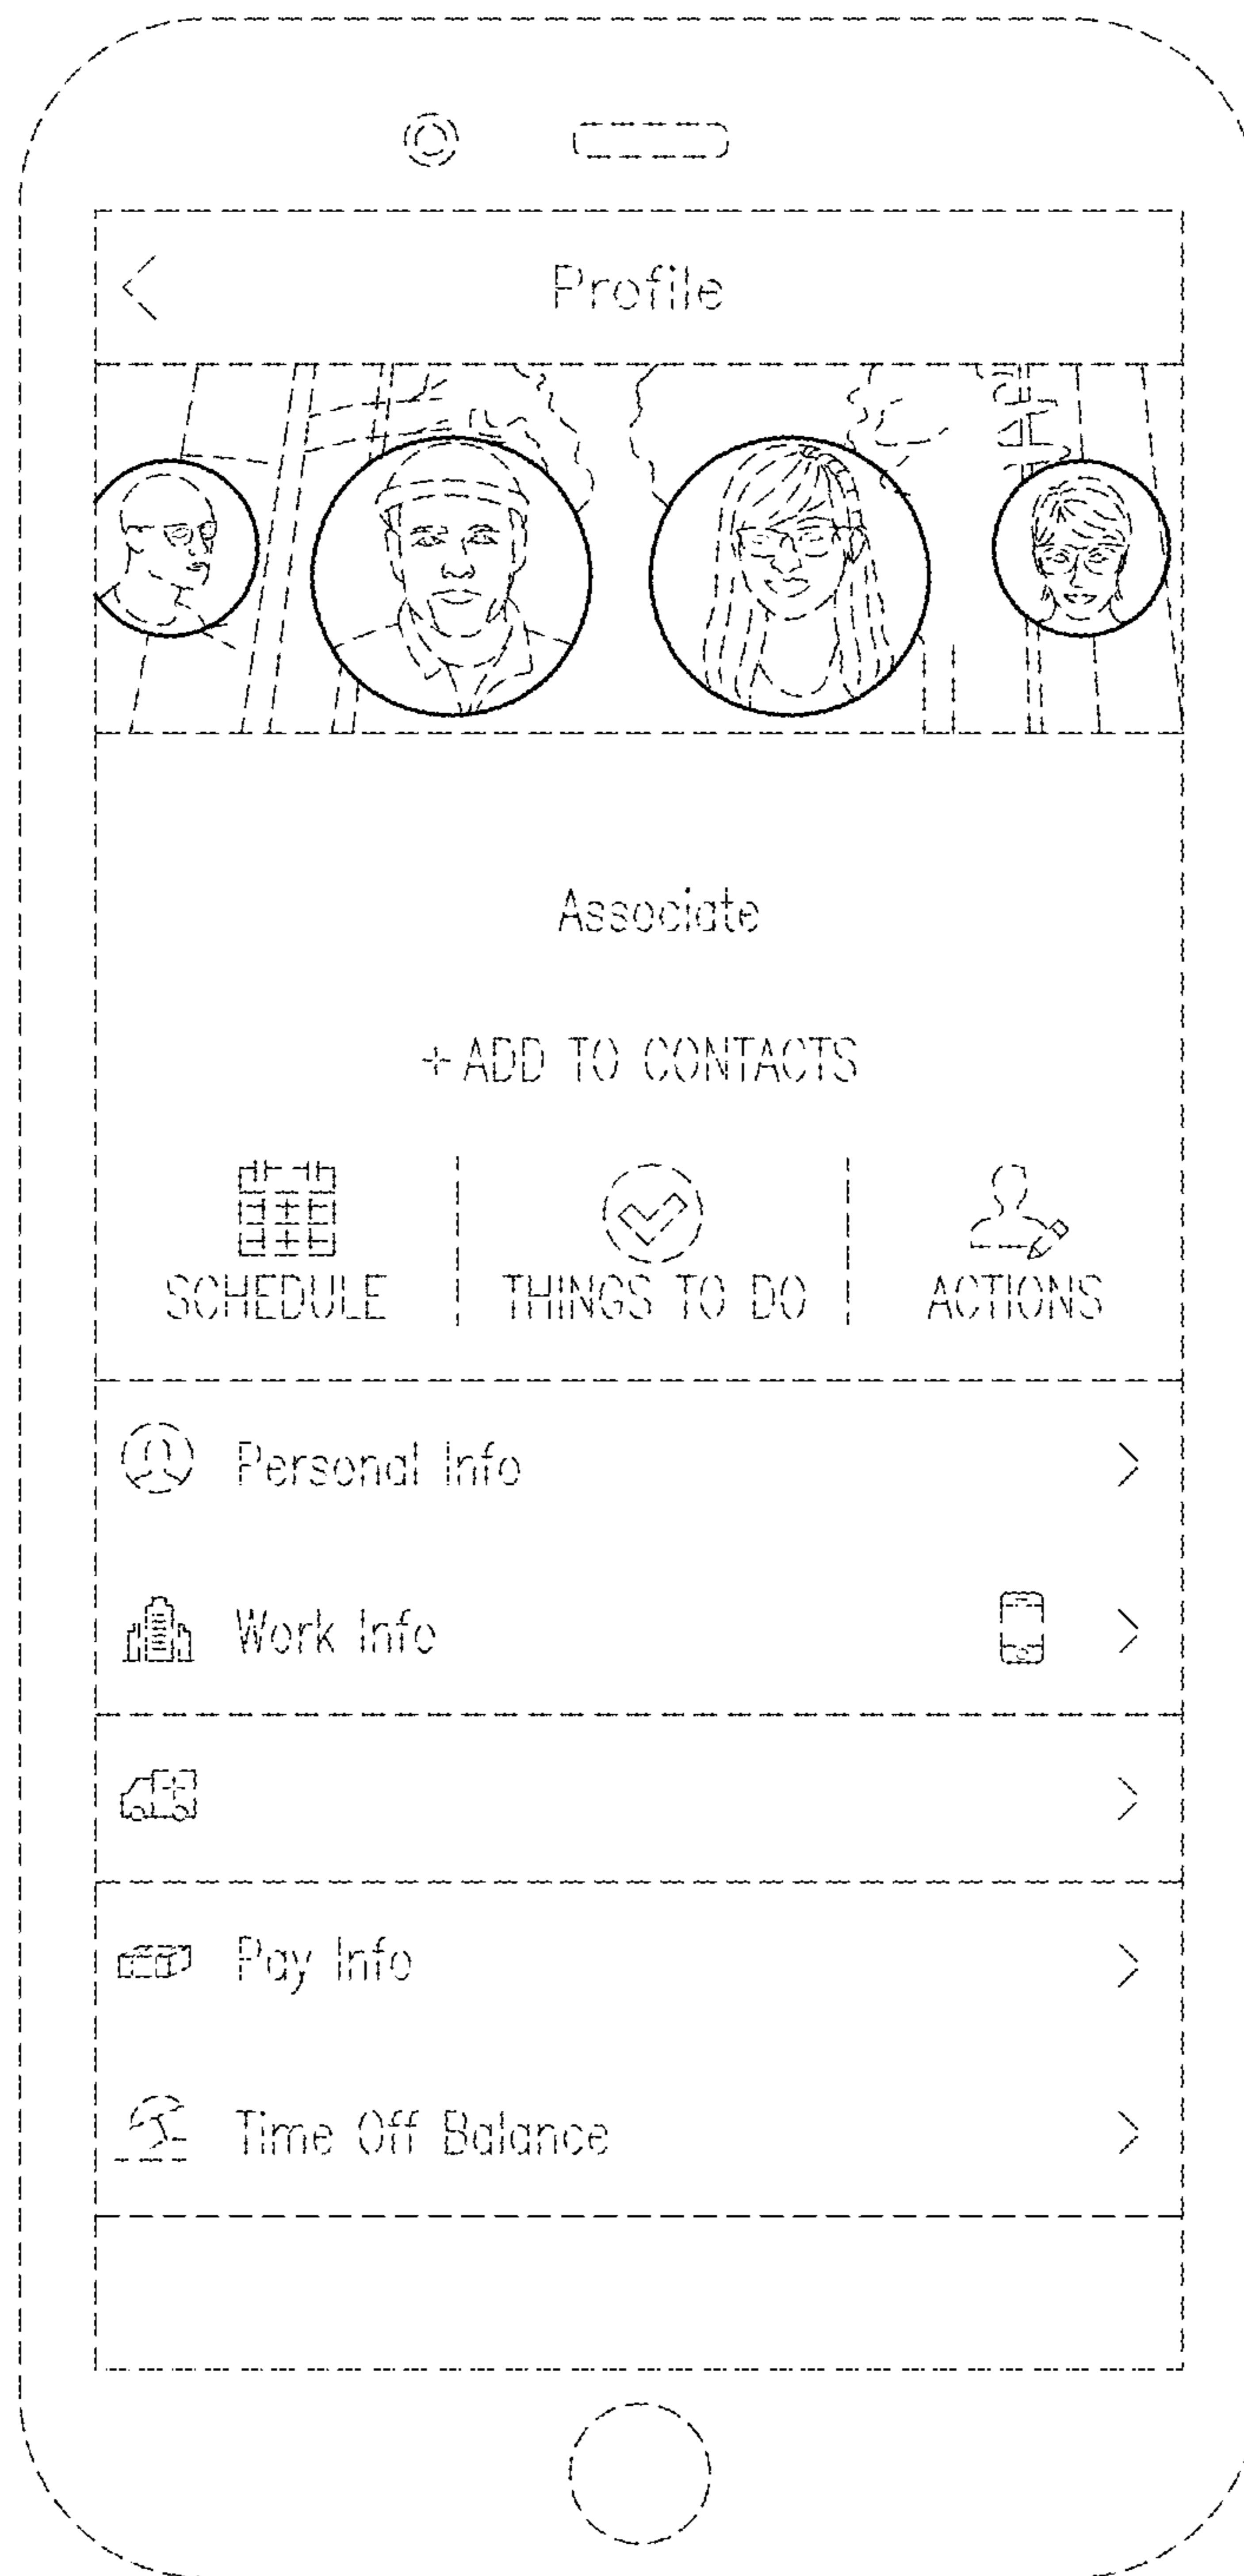 Profile
Associate
+ ADD TO CONTACTS
SCHEDULE THINGS TO DO ACTIONS
Personal Info
Work Info
Pay Info
Time Off Balance